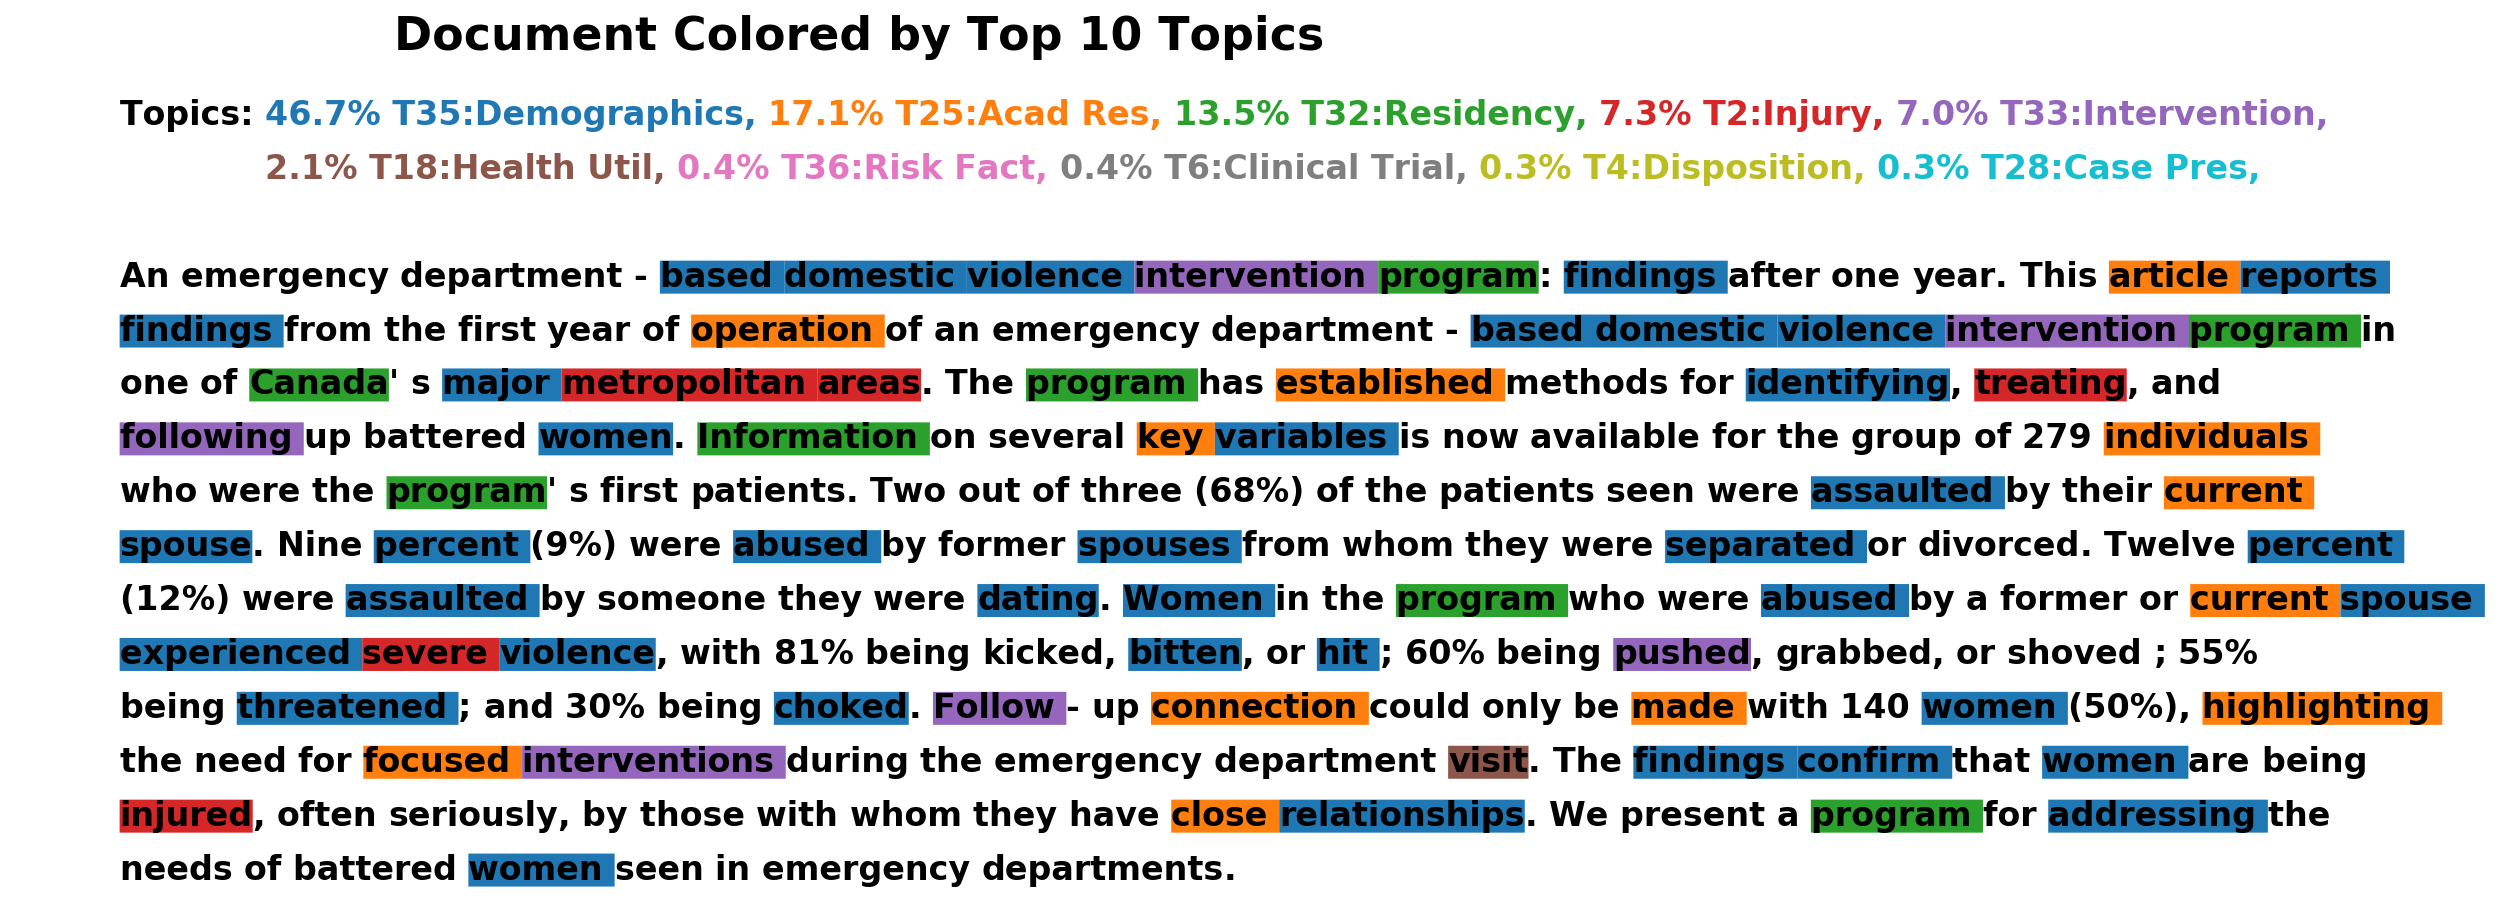 Document Colored by Top 10 Topics
Topics: 46.7% T35:Demographics, 17.1% T25:Acad Res, 13.5% T32:Residency, 7.3% T2:Injury, 7.0% T33:Intervention,
2.1% T18:Health Util, 0.4% T36:Risk Fact, 0.4% T6:Clinical Trial, 0.3% T4:Disposition, 0.3% T28:Case Pres,
An emergency department - based domestic violence intervention program: findings after one year. This article reports
findings from the first year of operation of an emergency department - based domestic violence intervention program in
one of Canada' s major metropolitan areas. The program has established methods for identifying, treating, and
following up battered women. Information on several key variables is now available for the group of 279 individuals
who were the program' s first patients. Two out of three (68%) of the patients seen were assaulted by their current
spouse. Nine percent (9%) were abused by former spouses from whom they were separated or divorced. Twelve percent
(12%) were assaulted by someone they were dating. Women in the program who were abused by a former or current spouse
experienced severe violence, with 81% being kicked, bitten, or hit ; 60% being pushed, grabbed, or shoved ; 55%
being threatened ; and 30% being choked. Follow - up connection could only be made with 140 women (50%), highlighting
the need for focused interventions during the emergency department visit. The findings confirm that women are being
injured, often seriously, by those with whom they have close relationships. We present a program for addressing the
needs of battered women seen in emergency departments.